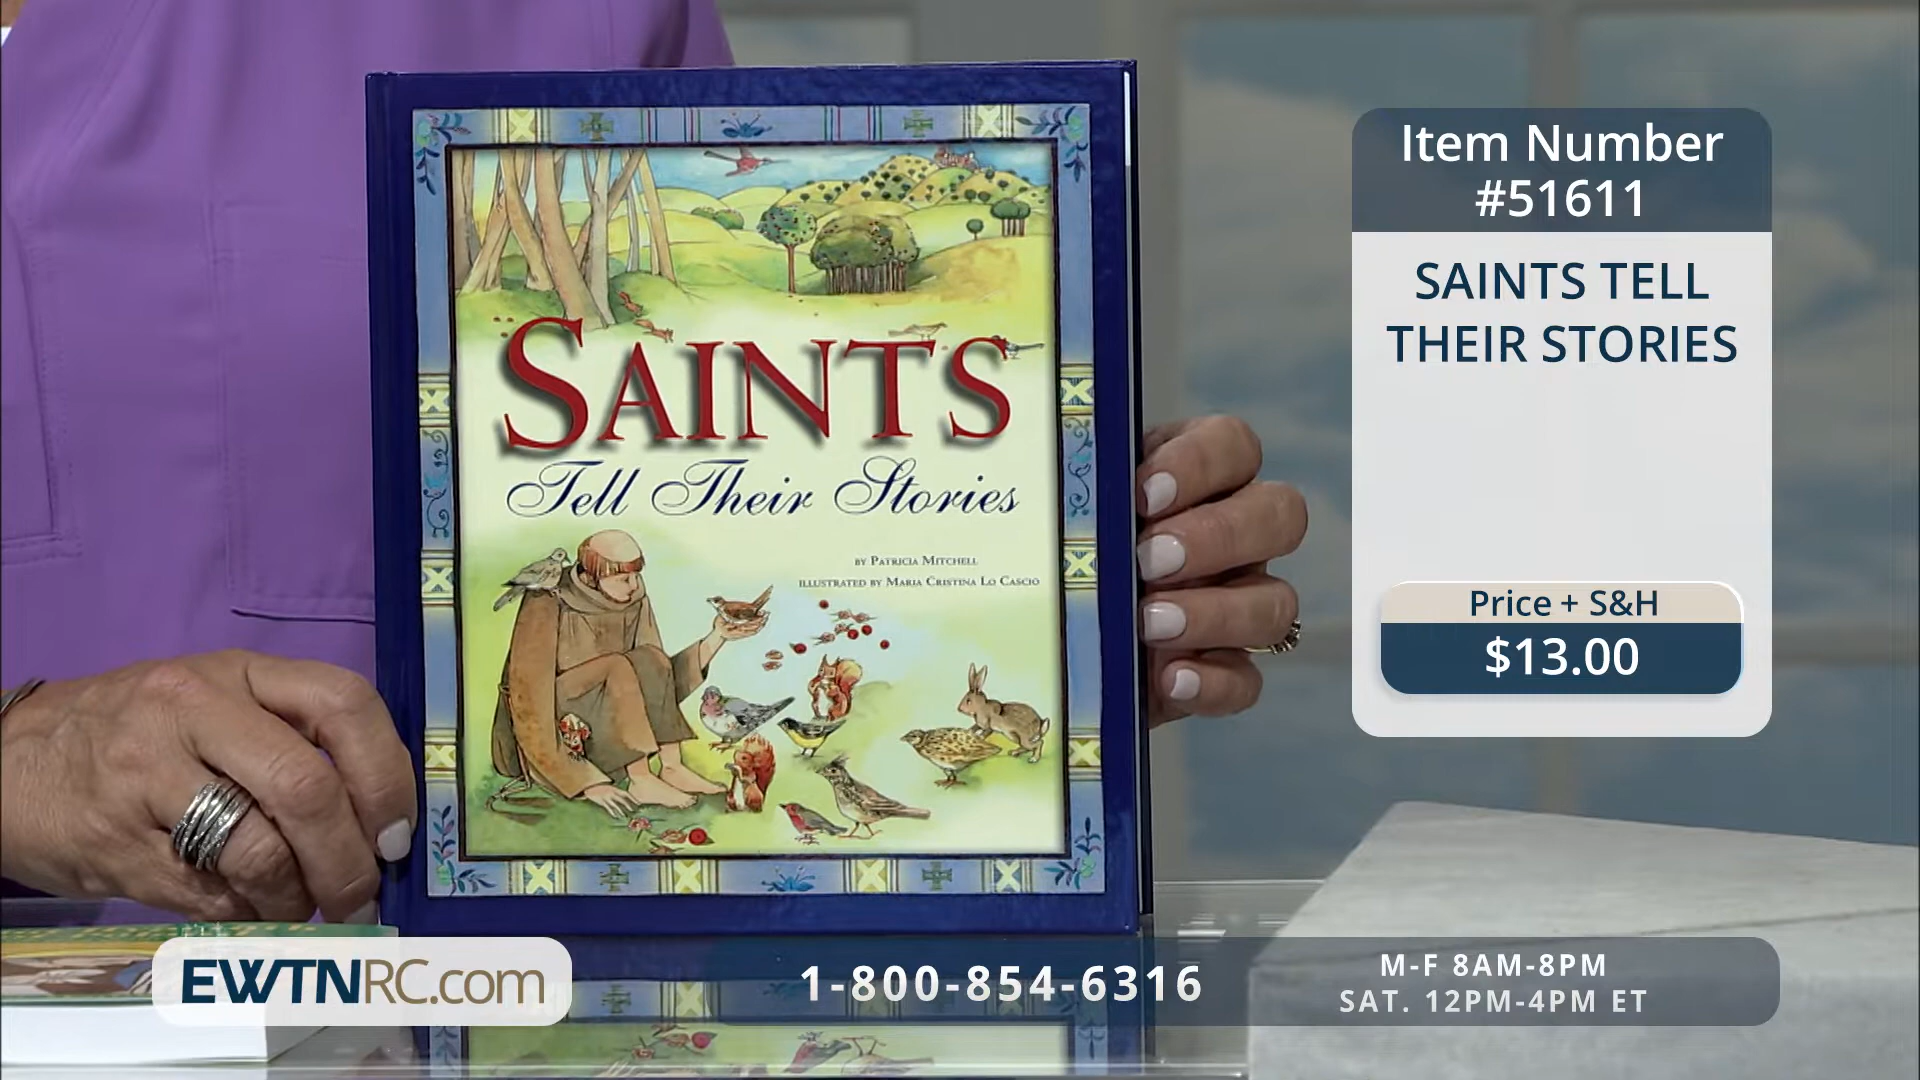 SAINTS
Tell Their Stories
BY PATRICIA MITCHELL
ILLUSTRATED BY MARIA CRISTINA LO CASCIO
Item Number
#51611
SAINTS TELL
THEIR STORIES
Price + S&H
$13.00
EWTNRC.com
1-800-854-6316
M-F 8AM-8PM
SAT. 12PM-4PM ET